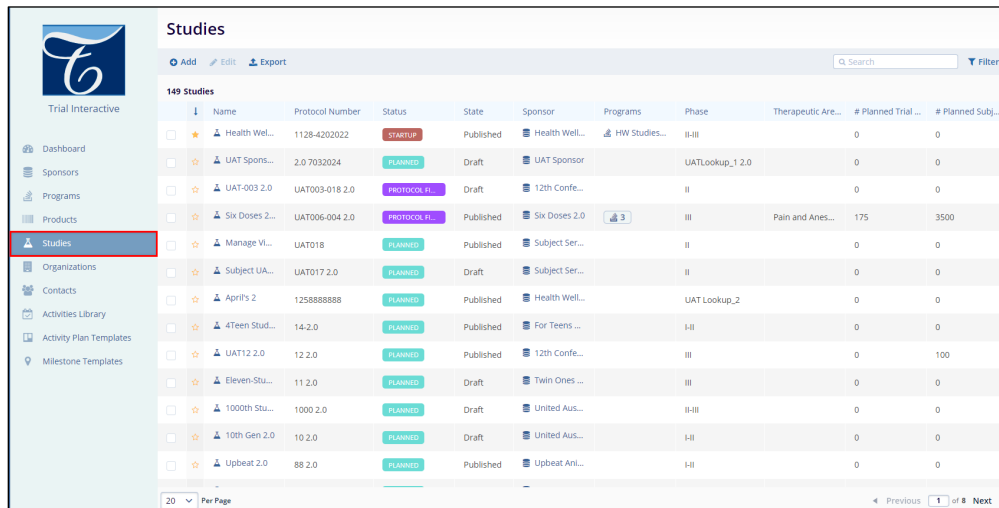 Studies
Trial Interactive
Add Edit Export Search Filter
149 Studies
Name Protocol Number Status State Sponsor Programs Phase Therapeutic Are... # Planned Trial ... # Planned Subj...
Health Wel... 1128-4202022 STARTUP Published Health Well... HW Studies... II-III 0 0
UAT Spons... 2.0 7032024 PLANNED Draft UAT Sponsor UATLookup_1 2.0 0 0
UAT-003 2.0 UAT003-018 2.0 PROTOCOL FI... Draft 12th Confe... II 0 0
Six Doses 2... UAT006-004 2.0 PROTOCOL FI... Published Six Doses 2.0 3 III Pain and Anes... 175 3500
Manage Vi... UAT018 PLANNED Published Subject Ser... II 0 0
Subject UA... UAT017 2.0 PLANNED Draft Subject Ser... II 0 0
April's 2 1258888888 PLANNED Published Health Well... UAT Lookup_2 0 0
4Teen Stud... 14-2.0 PLANNED Published For Teens ... I-II 0 0
UAT12 2.0 12 2.0 PLANNED Published 12th Confe... III 0 100
Eleven-Stu... 11 2.0 PLANNED Draft Twin Ones ... III 0 0
1000th Stu... 1000 2.0 PLANNED Draft United Aus... II-III 0 0
10th Gen 2.0 10 2.0 PLANNED Draft United Aus... I-II 0 0
Upbeat 2.0 88 2.0 PLANNED Published Upbeat Ani... I-II 0 0
20 Per Page Previous 1 of 8 Next
Dashboard
Sponsors
Programs
Products
Studies
Organizations
Contacts
Activities Library
Activity Plan Templates
Milestone Templates